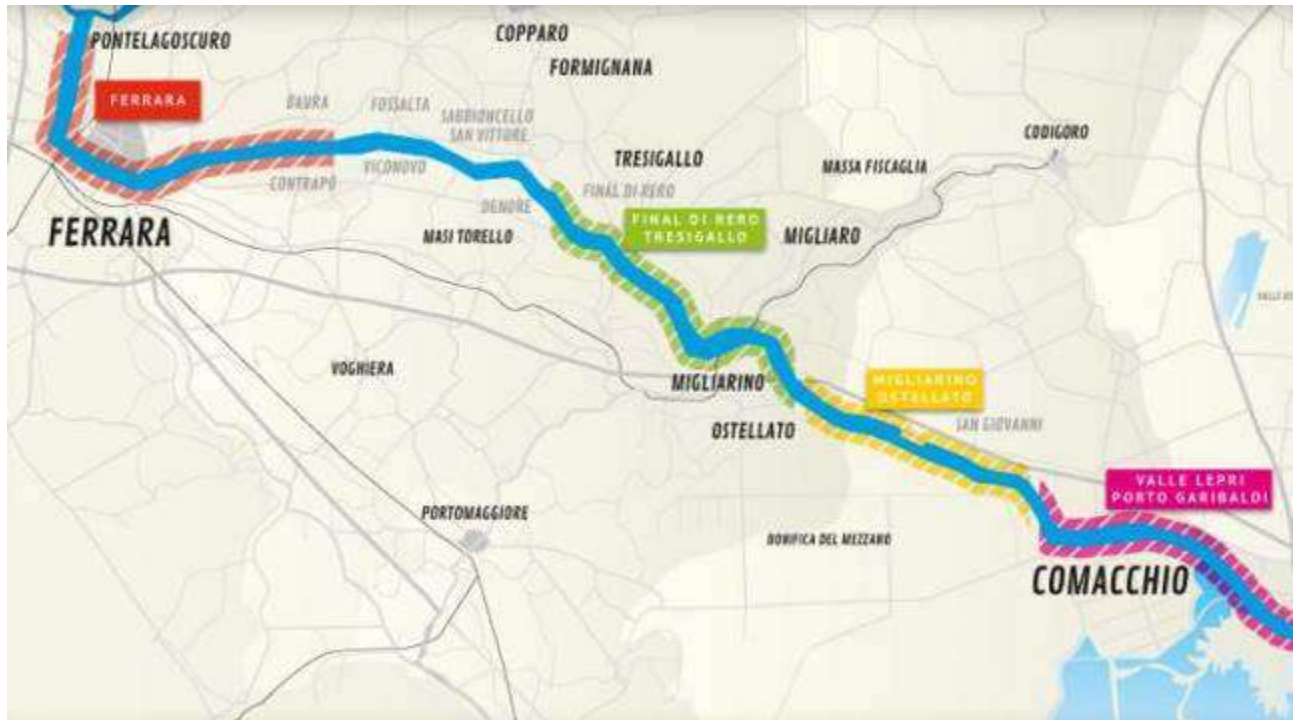 PONTELAGOSCURO
COPPARO
FORMIGNANA
FERRARA
BAURA
FOSSALTA
SABBIONCELLO
SAN VITTORE
CODIGORO
TRESIGALLO
MASSA FISCAGLIA
CONTRAPÒ
VICONOVO
FINAL DI RERO
DENORE
FINAL DI RERO
TRESIGALLO
FERRARA
MASI TORELLO
MIGLIARO
VOGHIERA
MIGLIARINO
MIGLIARINO
OSTELLATO
OSTELLATO
SAN GIOVANNI
VALLE LEPRI
PORTO GARIBALDI
PORTOMAGGIORE
BONIFICA DEL MEZZANO
COMACCHIO